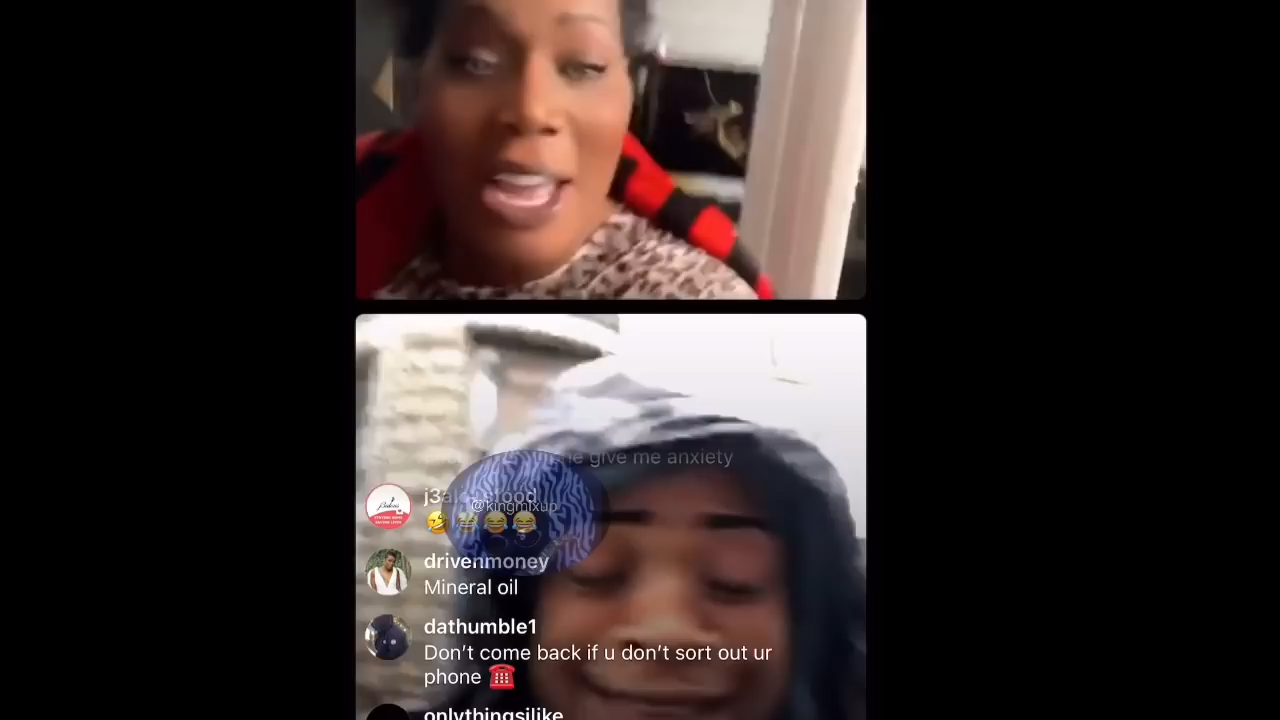 give me anxiety
@kingmixup
drivenmoney
Mineral oil
dathumble1
Don’t come back if u don’t sort out ur
phone ☎️
onlythingsilike